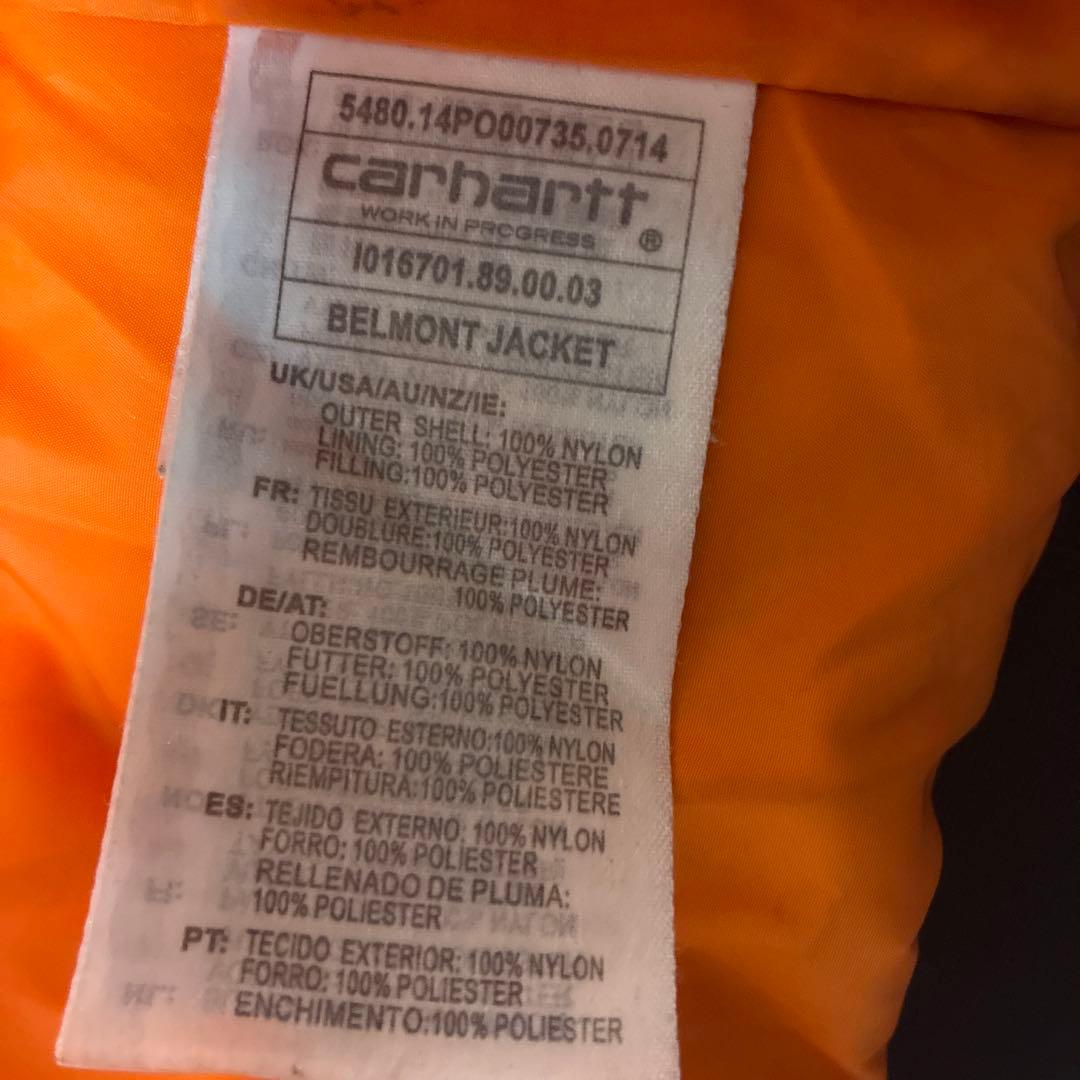 5480.14PO00735.0714
carhartt
WORK IN PROGRESS ®
I016701.89.00.03
BELMONT JACKET
UK/USA/AU/NZ/IE:
OUTER SHELL: 100% NYLON
LINING: 100% POLYESTER
FILLING:100% POLYESTER
FR: TISSU EXTERIEUR:100% NYLON
DOUBLURE:100% POLYESTER
REMBOURRAGE PLUME:
100% POLYESTER
DE/AT:
OBERSTOFF: 100% NYLON
FUTTER: 100% POLYESTER
FUELLUNG:100% POLYESTER
IT: TESSUTO ESTERNO:100% NYLON
FODERA: 100% POLIESTERE
RIEMPITURA:100% POLIESTERE
ES: TEJIDO EXTERNO: 100% NYLON
FORRO: 100% POLIESTER
RELLENADO DE PLUMA:
100% POLIESTER
PT: TECIDO EXTERIOR: 100% NYLON
FORRO: 100% POLIESTER
ENCHIMENTO:100% POLIESTER